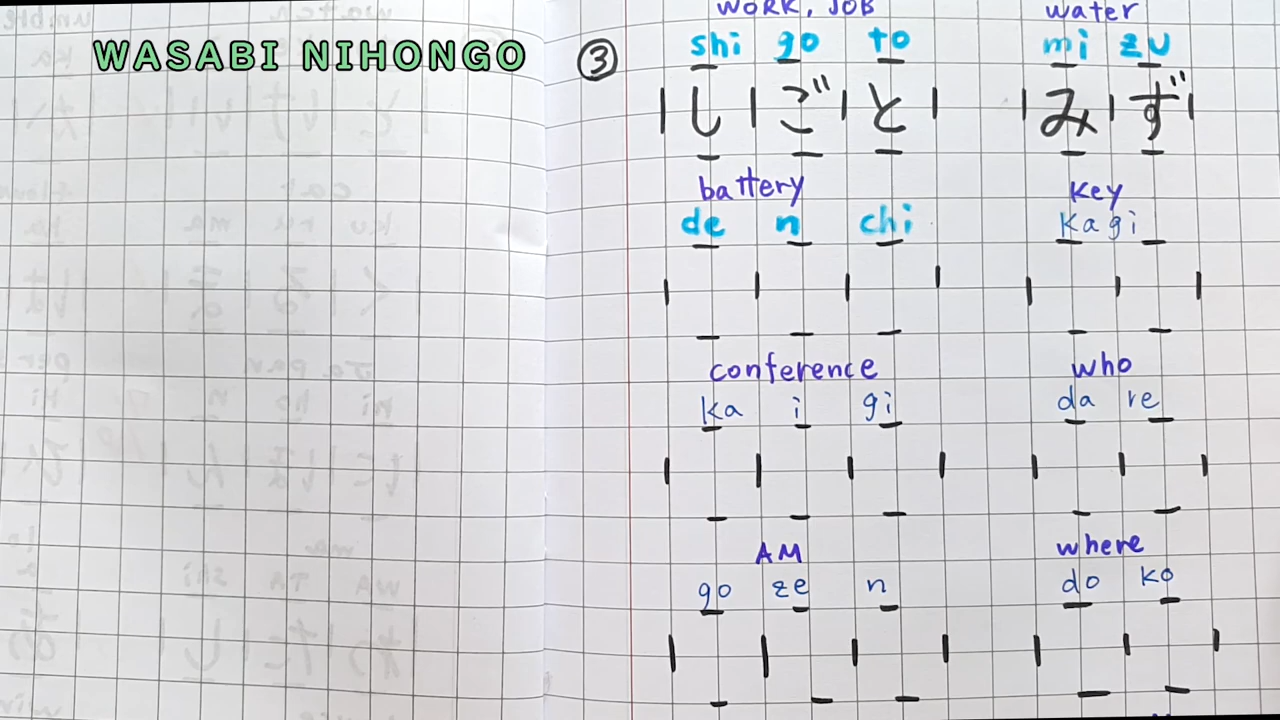 WASABI NIHONGO
WORK, JOB water
③ shi go to mi zu
しごと みず
battery key
de n chi kagi
conference who
ka i gi da re
AM where
go ze n do ko